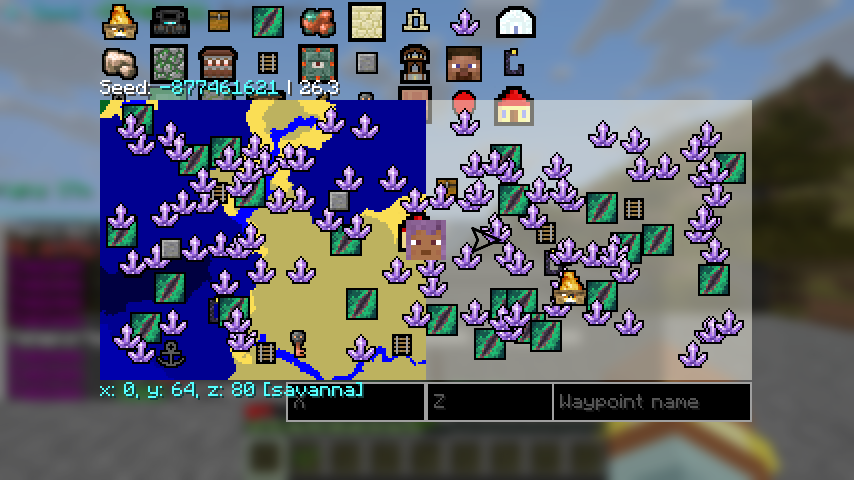 Seed: -877461621 | 26.3
x: 0, y: 64, z: 80 [savanna]
X
Z
Waypoint name